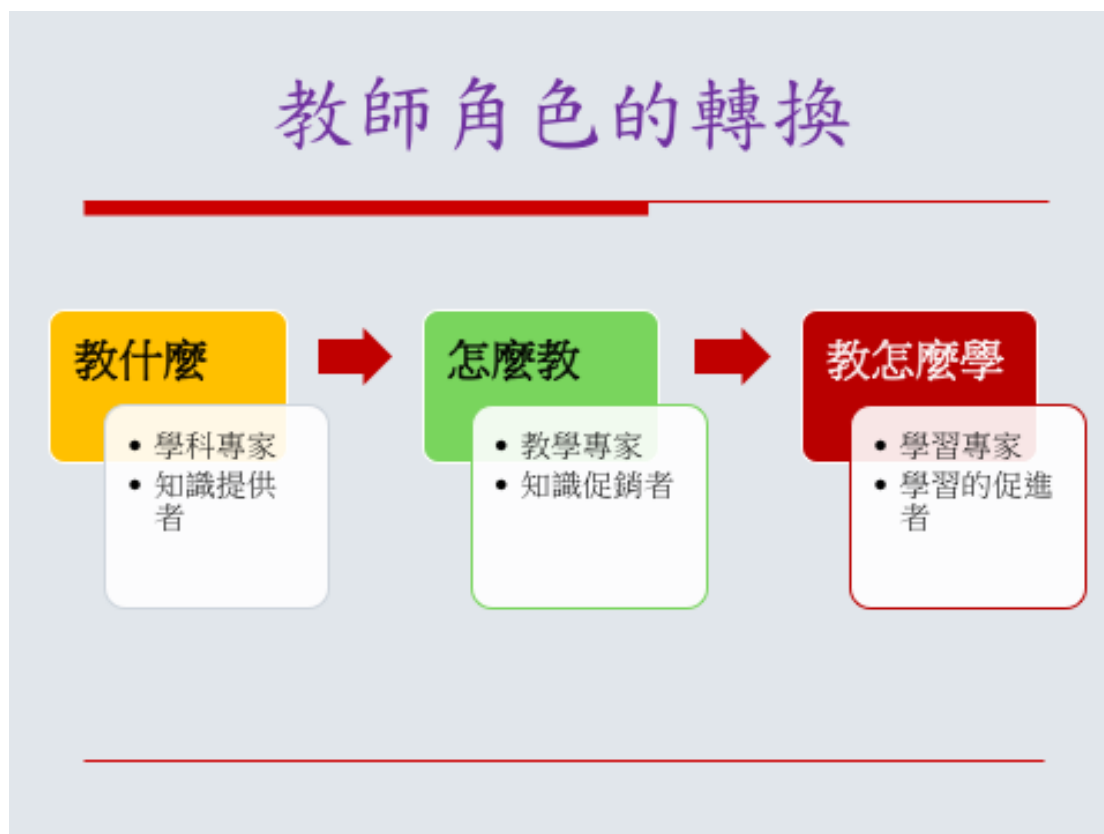 教師角色的轉換
教什麼
• 學科專家
• 知識提供
者
怎麼教
• 教學專家
• 知識促銷者
教怎麼學
• 學習專家
• 學習的促進
者